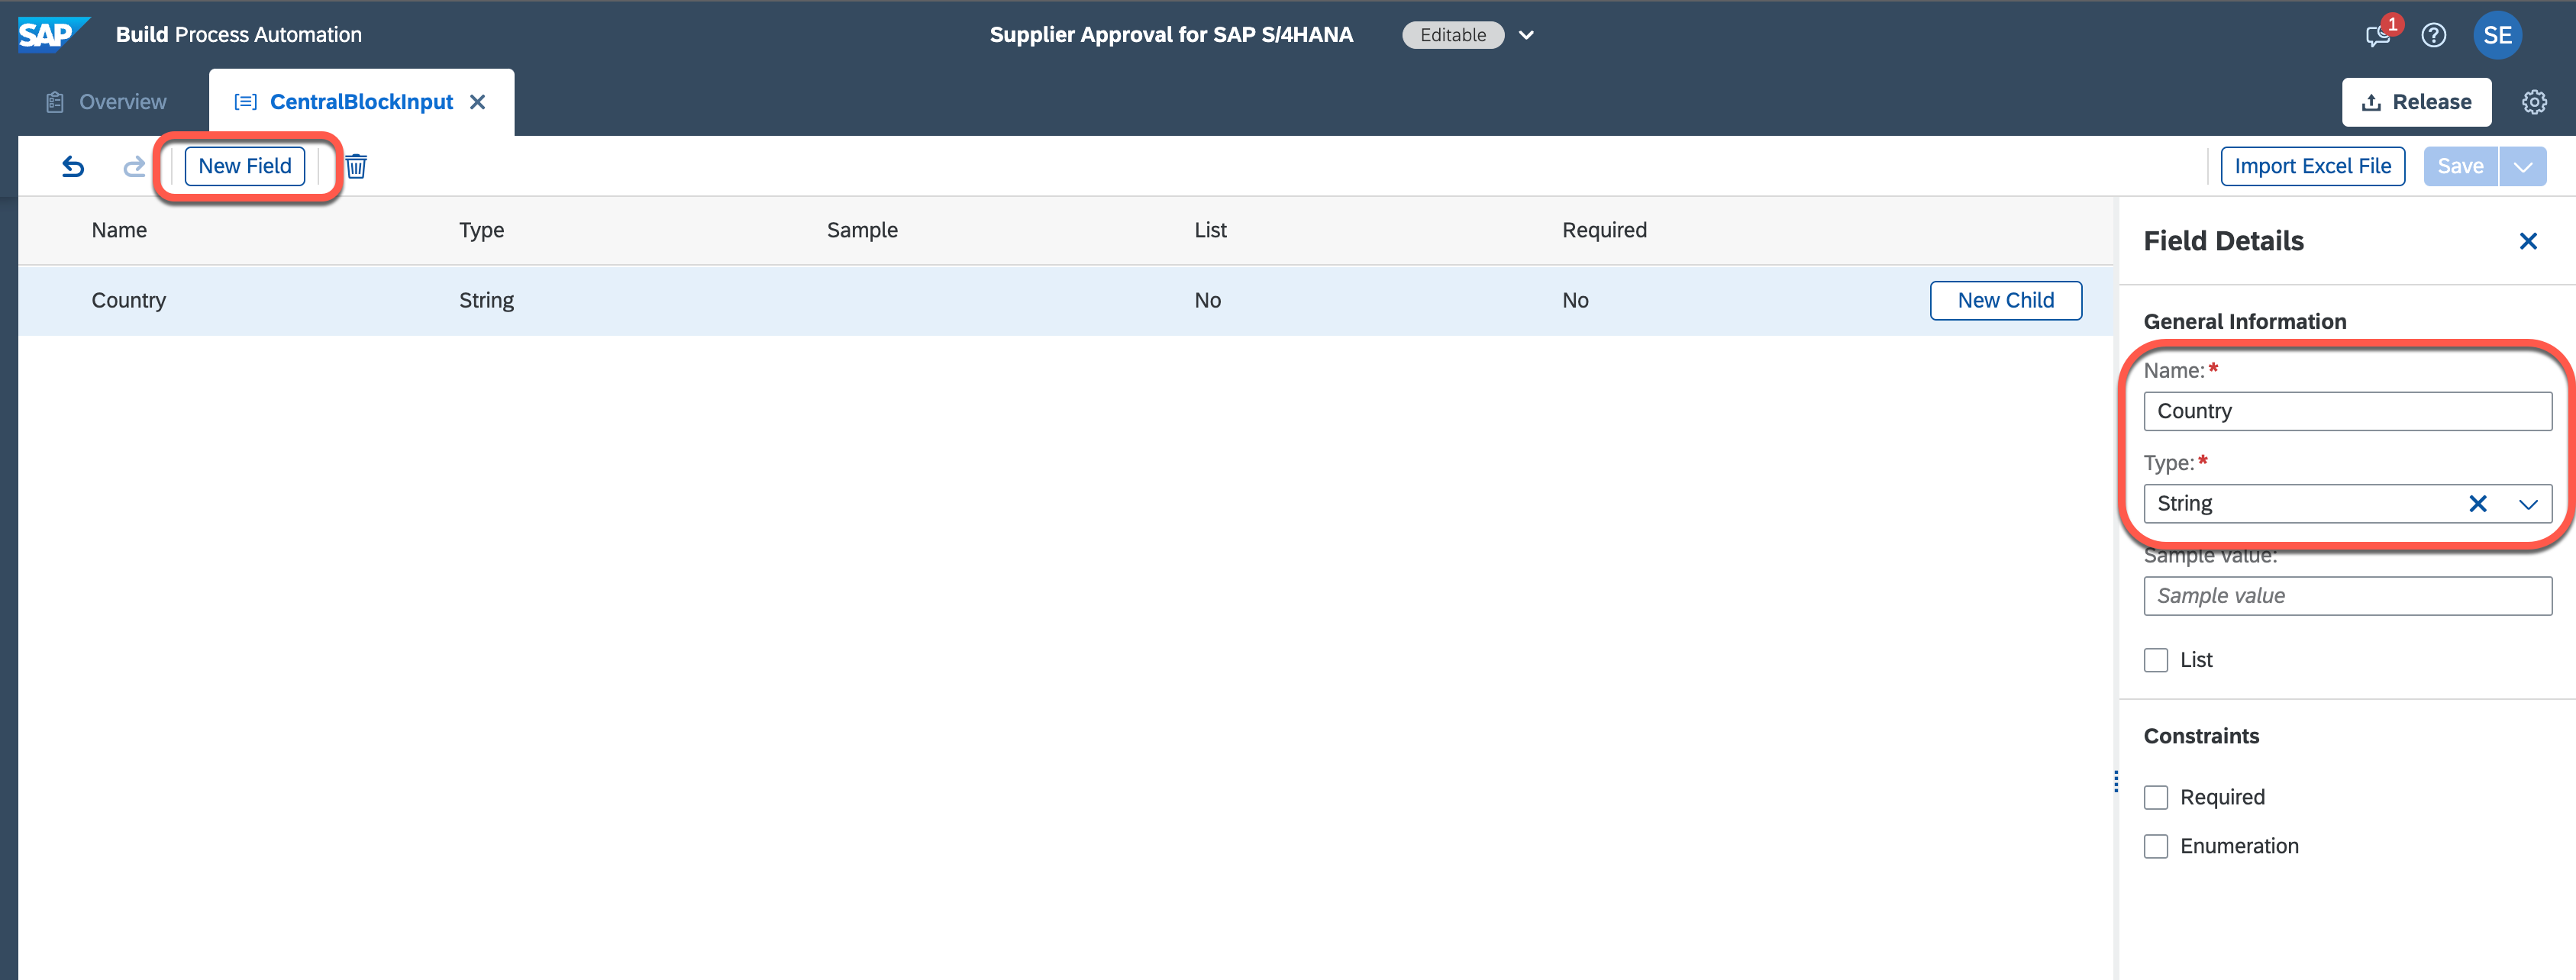 SAP Build Process Automation Supplier Approval for SAP S/4HANA Editable 1 ? SE
Overview CentralBlockInput Release
New Field Import Excel File Save
Name Type Sample List Required
Country String No No New Child
Field Details
General Information
Name:*
Country
Type:*
String
Sample value:
Sample value
List
Constraints
Required
Enumeration